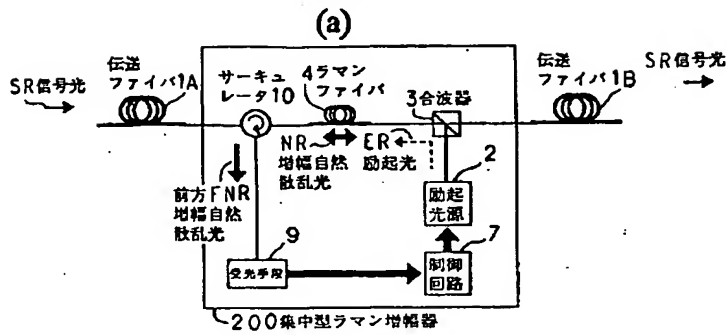 (a)
伝送
ファイバ1A
SR信号光
サーキュ
レータ10
4ラマン
ファイバ
3合波器
伝送
ファイバ1B
SR信号光
NR
増幅自然
散乱光
ER
励起光
前方FNR
増幅自然
散乱光
2
励起
光源
9
受光手段
7
制御
回路
200集中型ラマン増幅器